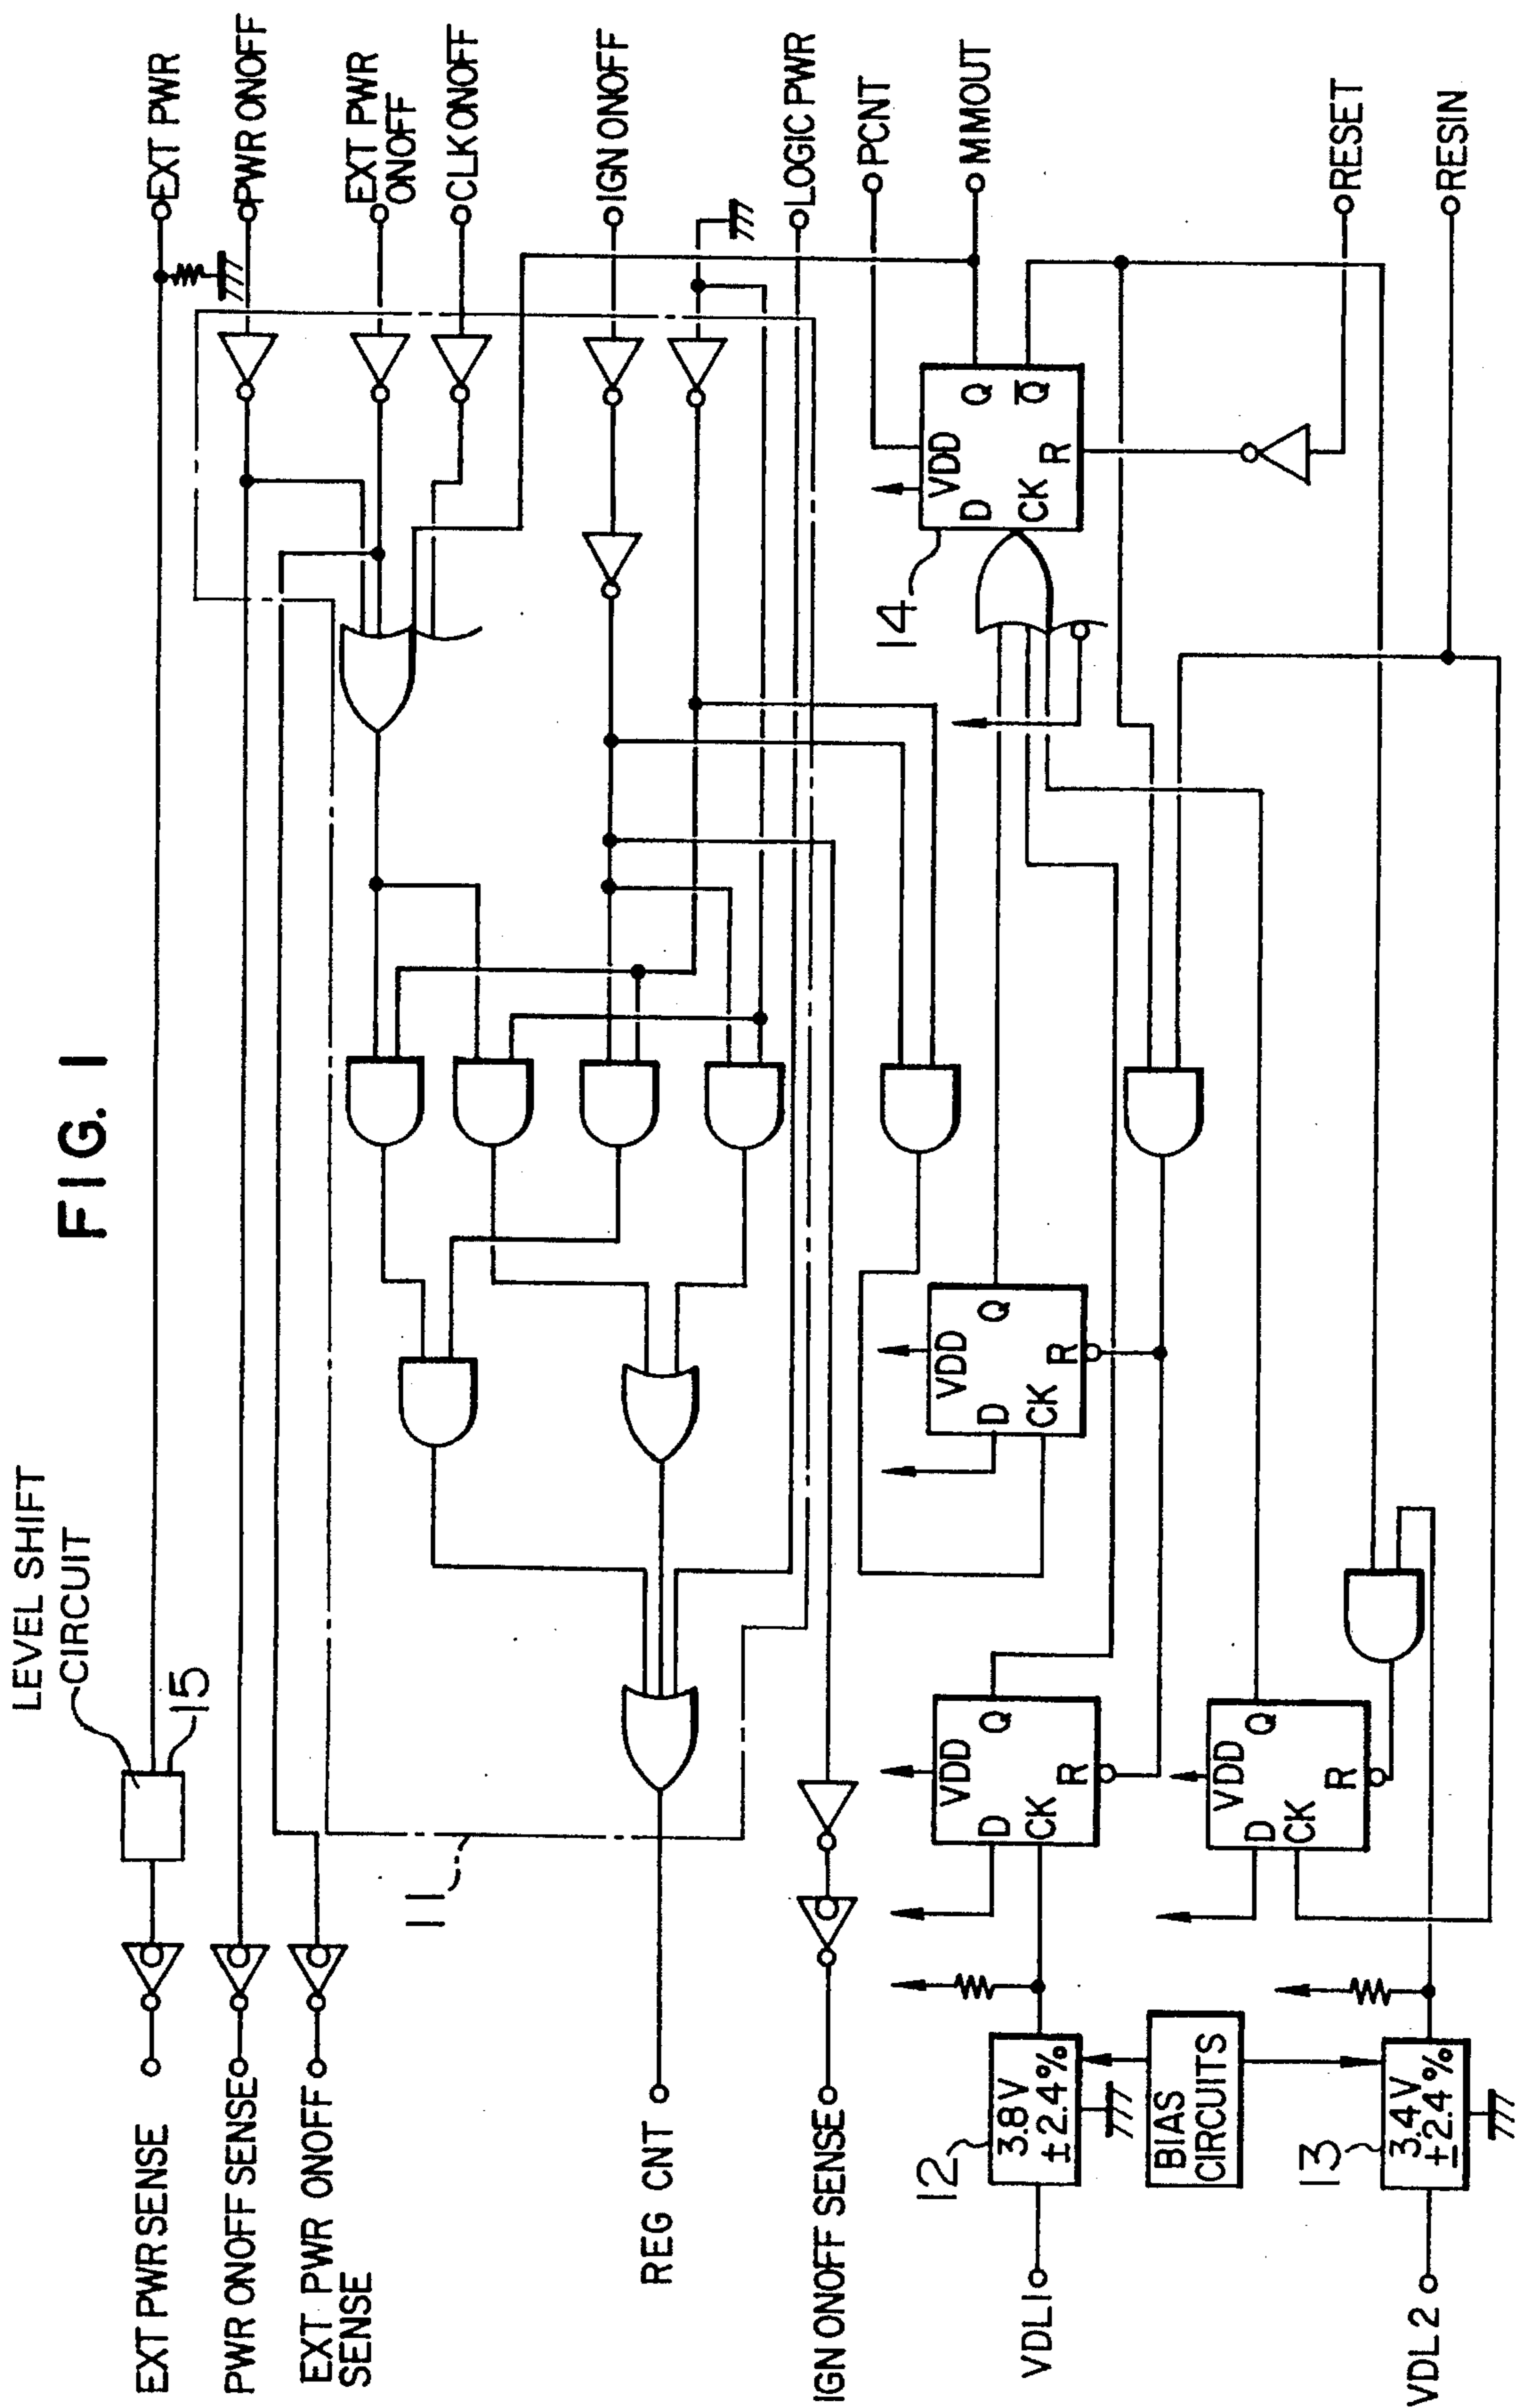 FIG. 1
LEVEL SHIFT
CIRCUIT
15
EXT PWR SENSE
PWR ONOFF SENSE
EXT PWR ONOFF
SENSE
REG CNT
IGN ONOFF SENSE
VDL1
VDL2
11
12
3.8V
±2.4%
BIAS
CIRCUITS
13
3.4V
±2.4%
VDD
D
Q
CK
R
VDD
D
Q
CK
R
VDD
D
Q
CK
R
14
VDD
D
Q
CK
Q
R
EXT PWR
PWR ONOFF
EXT PWR
ONOFF
CLK ONOFF
IGN ONOFF
LOGIC PWR
PCNT
MMOUT
RESET
RESIN